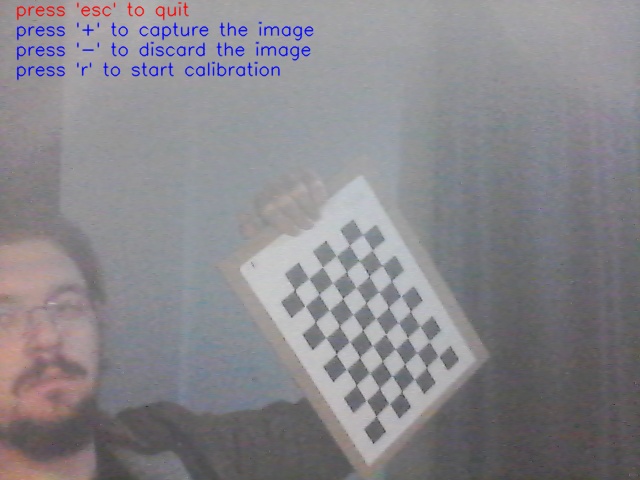 press 'esc' to quit
press '+' to capture the image
press '-' to discard the image
press 'r' to start calibration